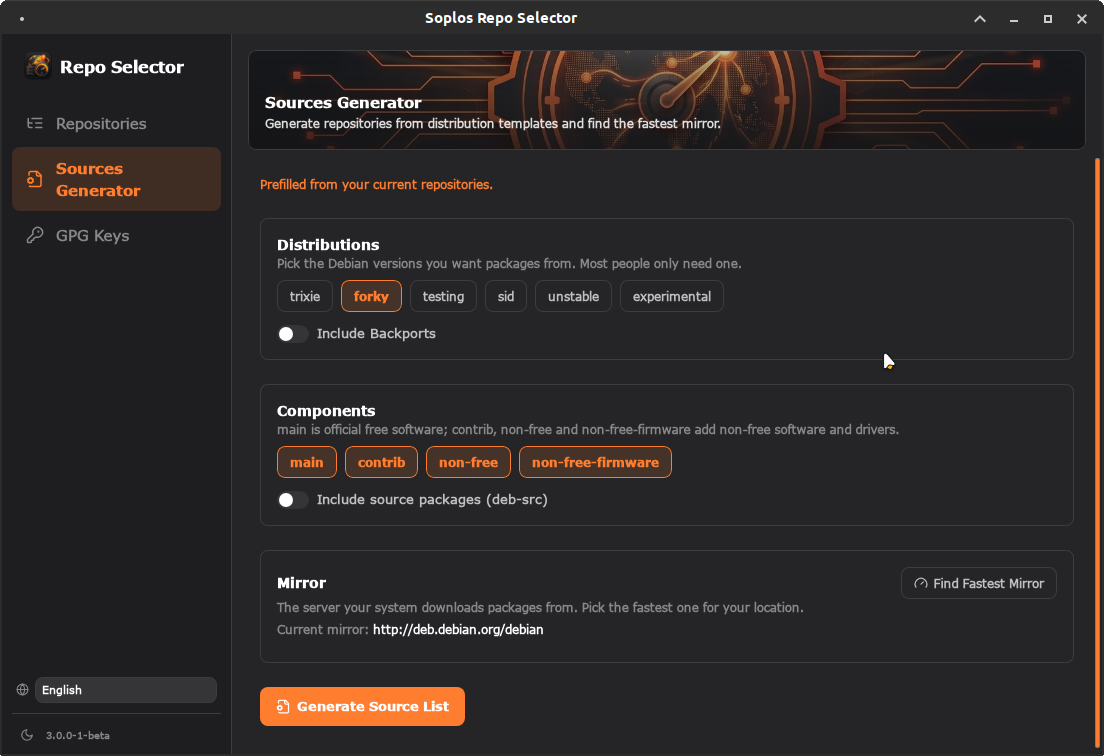 Soplos Repo Selector
Repo Selector
Repositories
Sources
Generator
GPG Keys
English
3.0.0-1-beta
Sources Generator
Generate repositories from distribution templates and find the fastest mirror.
Prefilled from your current repositories.
Distributions
Pick the Debian versions you want packages from. Most people only need one.
trixie forky testing sid unstable experimental
Include Backports
Components
main is official free software; contrib, non-free and non-free-firmware add non-free software and drivers.
main contrib non-free non-free-firmware
Include source packages (deb-src)
Mirror
Find Fastest Mirror
The server your system downloads packages from. Pick the fastest one for your location.
Current mirror: http://deb.debian.org/debian
Generate Source List